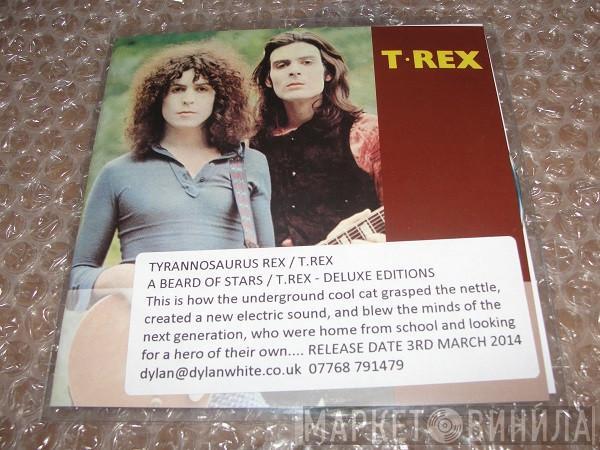 T·REX
TYRANNOSAURUS REX / T.REX
A BEARD OF STARS / T.REX - DELUXE EDITIONS
This is how the underground cool cat grasped the nettle,
created a new electric sound, and blew the minds of the
next generation, who were home from school and looking
for a hero of their own.... RELEASE DATE 3RD MARCH 2014
dylan@dylanwhite.co.uk 07768 791479
МАРКЕТ ВИНИЛА